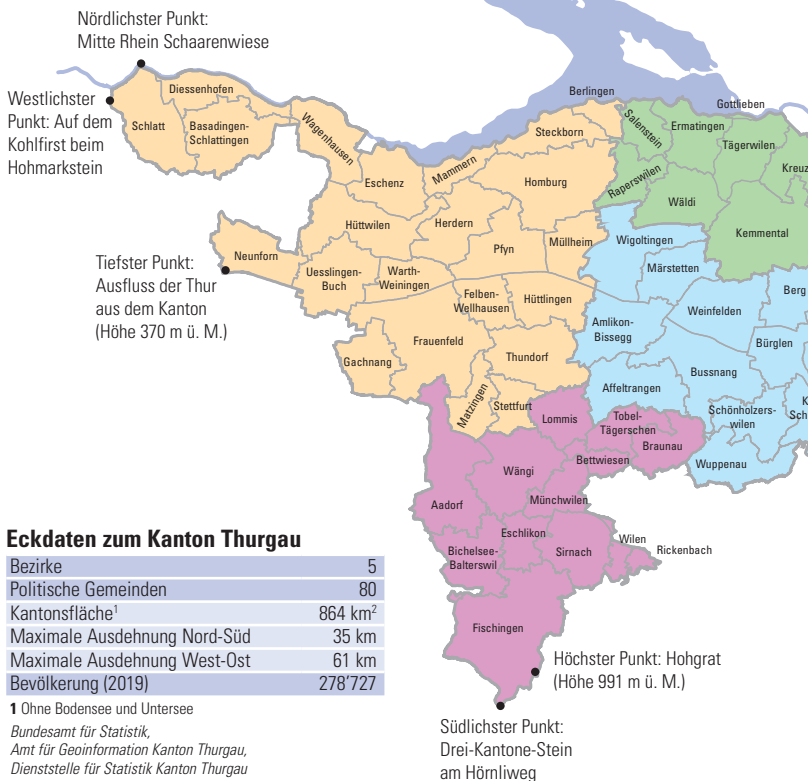 Nördlichster Punkt:
Mitte Rhein Schaarenwiese
Westlichster
Punkt: Auf dem
Kohlfirst beim
Hohmarkstein
Diessenhofen
Schlatt
Basadingen-
Schlattingen
Wagenhausen
Berlingen
Gottlieben
Steckborn
Salenstein
Ermatingen
Tägerwilen
Kreuz
Mammern
Eschenz
Homburg
Raperswilen
Wäldi
Kemmental
Hüttwilen
Herdern
Pfyn
Müllheim
Wigoltingen
Neunforn
Tiefster Punkt:
Ausfluss der Thur
aus dem Kanton
(Höhe 370 m ü. M.)
Uesslingen-
Buch
Warth-
Weiningen
Märstetten
Berg
Felben-
Wellhausen
Hüttlingen
Weinfelden
Amlikon-
Bissegg
Bürglen
Gachnang
Frauenfeld
Thundorf
Bussnang
Matzingen
Stettfurt
Affeltrangen
Schönholzers-
wilen
K
Sch
Lommis
Tobel-
Tägerschen
Braunau
Bettwiesen
Wuppenau
Wängi
Aadorf
Münchwilen
Eschlikon
Bichelsee-
Balterswil
Sirnach
Wilen
Rickenbach
Fischingen
Höchster Punkt: Hohgrat
(Höhe 991 m ü. M.)
Südlichster Punkt:
Drei-Kantone-Stein
am Hörnliweg
Eckdaten zum Kanton Thurgau
Bezirke 5
Politische Gemeinden 80
Kantonsfläche¹ 864 km²
Maximale Ausdehnung Nord-Süd 35 km
Maximale Ausdehnung West-Ost 61 km
Bevölkerung (2019) 278'727
1 Ohne Bodensee und Untersee
Bundesamt für Statistik,
Amt für Geoinformation Kanton Thurgau,
Dienststelle für Statistik Kanton Thurgau